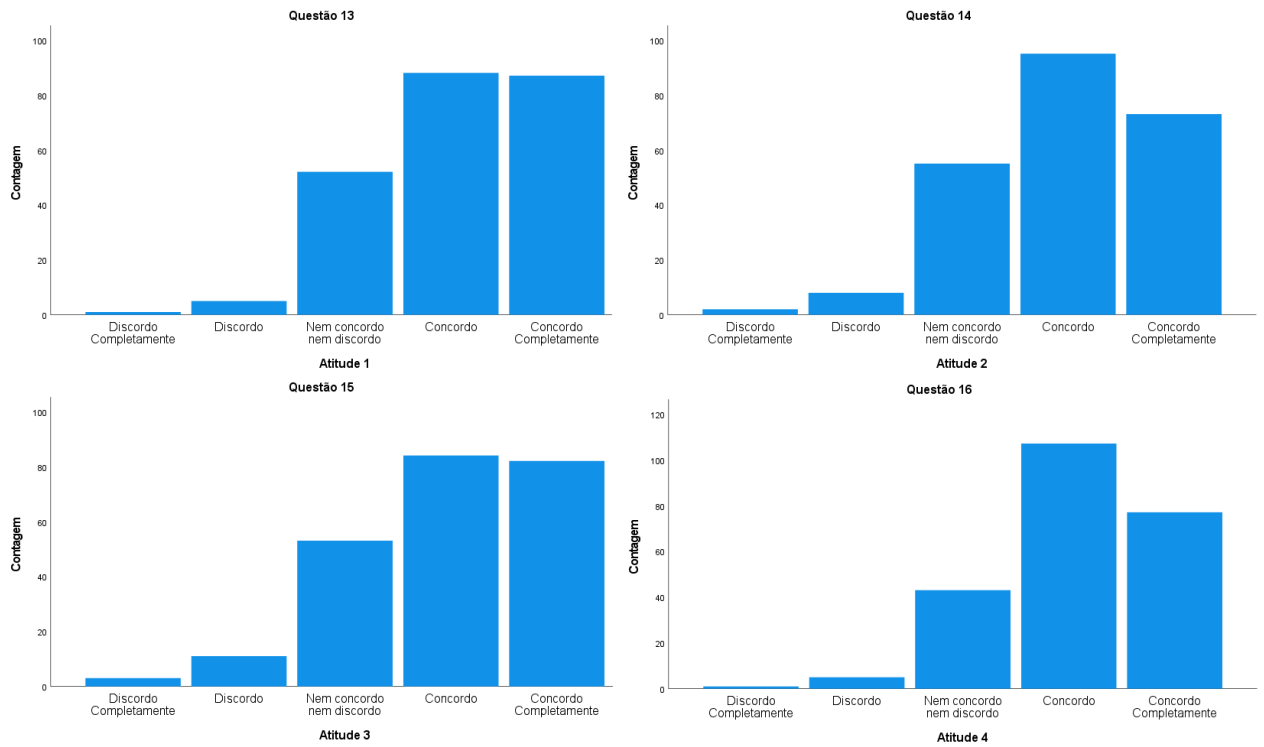 Questão 13
100
80
60
40
20
0
Contagem
Discordo
Completamente
Discordo
Nem concordo
nem discordo
Concordo
Concordo
Completamente
Atitude 1
Questão 14
100
80
60
40
20
0
Contagem
Discordo
Completamente
Discordo
Nem concordo
nem discordo
Concordo
Concordo
Completamente
Atitude 2
Questão 15
100
80
60
40
20
0
Contagem
Discordo
Completamente
Discordo
Nem concordo
nem discordo
Concordo
Concordo
Completamente
Atitude 3
Questão 16
120
100
80
60
40
20
0
Contagem
Discordo
Completamente
Discordo
Nem concordo
nem discordo
Concordo
Concordo
Completamente
Atitude 4